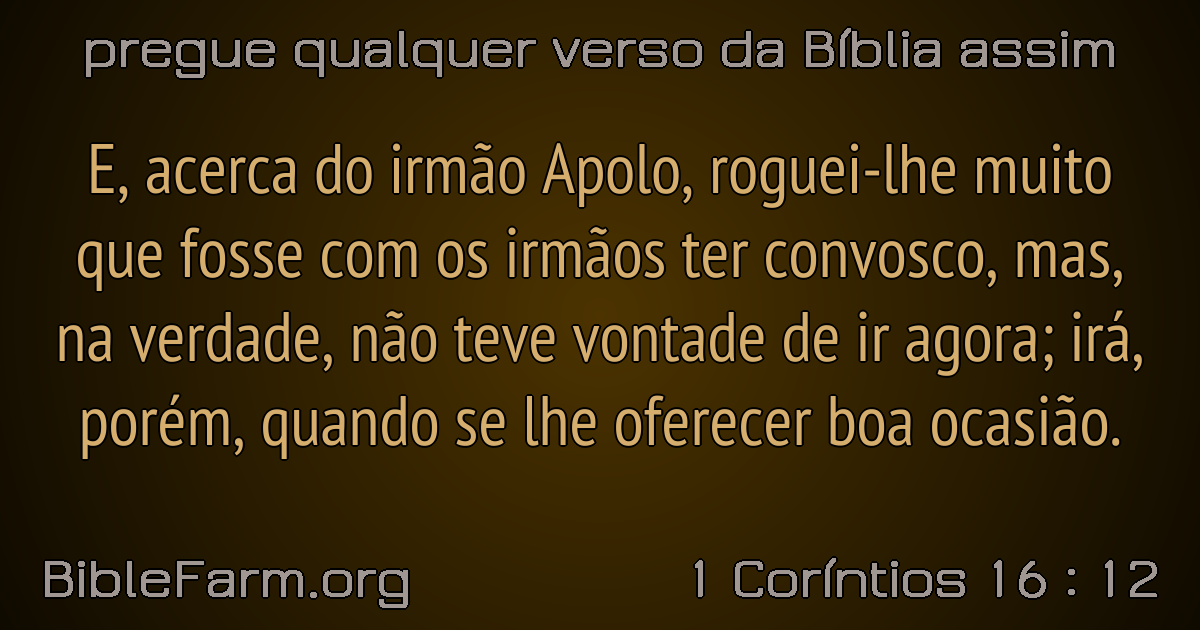 pregue qualquer verso da Bíblia assim
E, acerca do irmão Apolo, roguei-lhe muito
que fosse com os irmãos ter convosco, mas,
na verdade, não teve vontade de ir agora; irá,
porém, quando se lhe oferecer boa ocasião.
BibleFarm.org
1 Coríntios 16 : 12